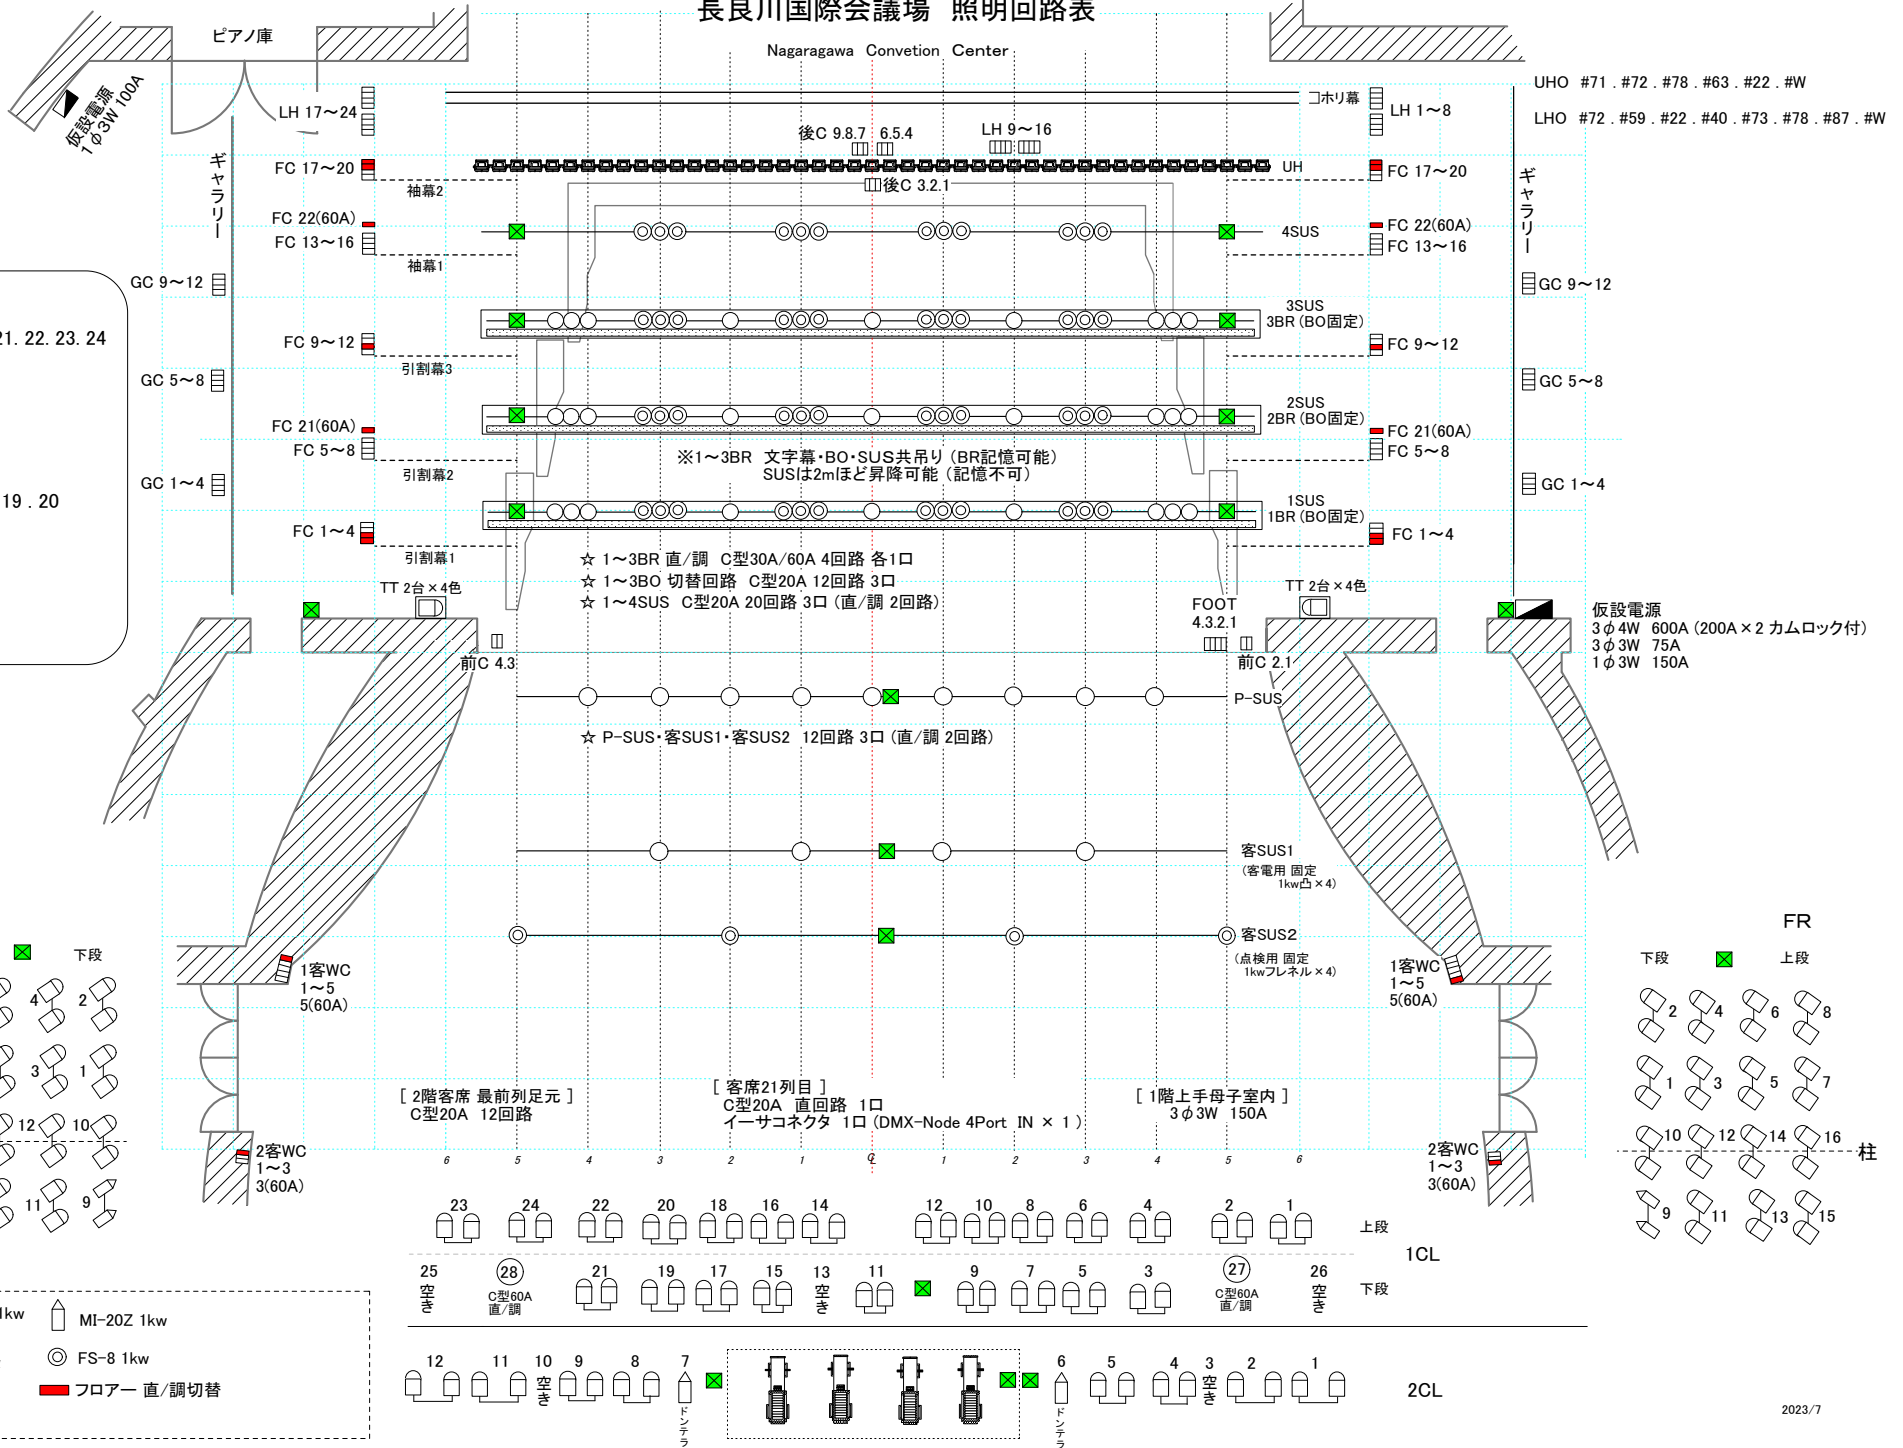 長良川国際会議場 照明回路表
Nagaragawa Convetion Center
ピアノ庫
仮設電源
1φ3W 100A
UHO #71 . #72 . #78 . #63 . #22 . #W
LHO #72 . #59 . #22 . #40 . #73 . #78 . #87 . #W
LH 17～24
ホリ幕
LH 1～8
後C 9.8.7 6.5.4
LH 9～16
ギャラリー
FC 17～20
UH
FC 17～20
ギャラリー
袖幕2
後C 3.2.1
FC 22(60A)
FC 13～16
4SUS
FC 22(60A)
FC 13～16
袖幕1
GC 9～12
GC 9～12
3SUS
3BR (BO固定)
21. 22. 23. 24
FC 9～12
FC 9～12
引割幕3
GC 5～8
GC 5～8
2SUS
2BR (BO固定)
FC 21(60A)
FC 5～8
FC 21(60A)
FC 5～8
※1～3BR 文字幕・BO・SUS共吊り (BR記憶可能)
SUSは2mほど昇降可能 (記憶不可)
引割幕2
GC 1～4
GC 1～4
19 . 20
1SUS
1BR (BO固定)
FC 1～4
FC 1～4
引割幕1
☆ 1～3BR 直/調 C型30A/60A 4回路 各1口
☆ 1～3BO 切替回路 C型20A 12回路 3口
☆ 1～4SUS C型20A 20回路 3口 (直/調 2回路)
TT 2台×4色
TT 2台×4色
FOOT
4.3.2.1
仮設電源
3φ4W 600A (200A×2 カムロック付)
3φ3W 75A
1φ3W 150A
前C 4.3
前C 2.1
P-SUS
☆ P-SUS・客SUS1・客SUS2 12回路 3口 (直/調 2回路)
客SUS1
(客電用 固定
1kw凸×4)
客SUS2
(点検用 固定
1kwフレネル×4)
下段
4 2
3 1
12 10
11 9
1客WC
1～5
5(60A)
1客WC
1～5
5(60A)
FR
下段 上段
2 4 6 8
1 3 5 7
10 12 14 16
柱
9 11 13 15
[ 2階客席 最前列足元 ]
C型20A 12回路
[ 客席21列目 ]
C型20A 直回路 1口
イーサコネクタ 1口 (DMX-Node 4Port IN × 1 )
[ 1階上手母子室内 ]
3φ3W 150A
2客WC
1～3
3(60A)
2客WC
1～3
3(60A)
6 5 4 3 2 1 ℄ 1 2 3 4 5 6
23 24 22 20 18 16 14 12 10 8 6 4 2 1
上段
1CL
25 空き 28 C型60A 直/調 21 19 17 15 13 空き 11 9 7 5 3 27 C型60A 直/調 26 空き
下段
1kw
MI-20Z 1kw
FS-8 1kw
フロアー 直/調切替
12 11 10 空き 9 8 7 ドンテラ 6 ドンテラ 5 4 3 空き 2 1
2CL
2023/7